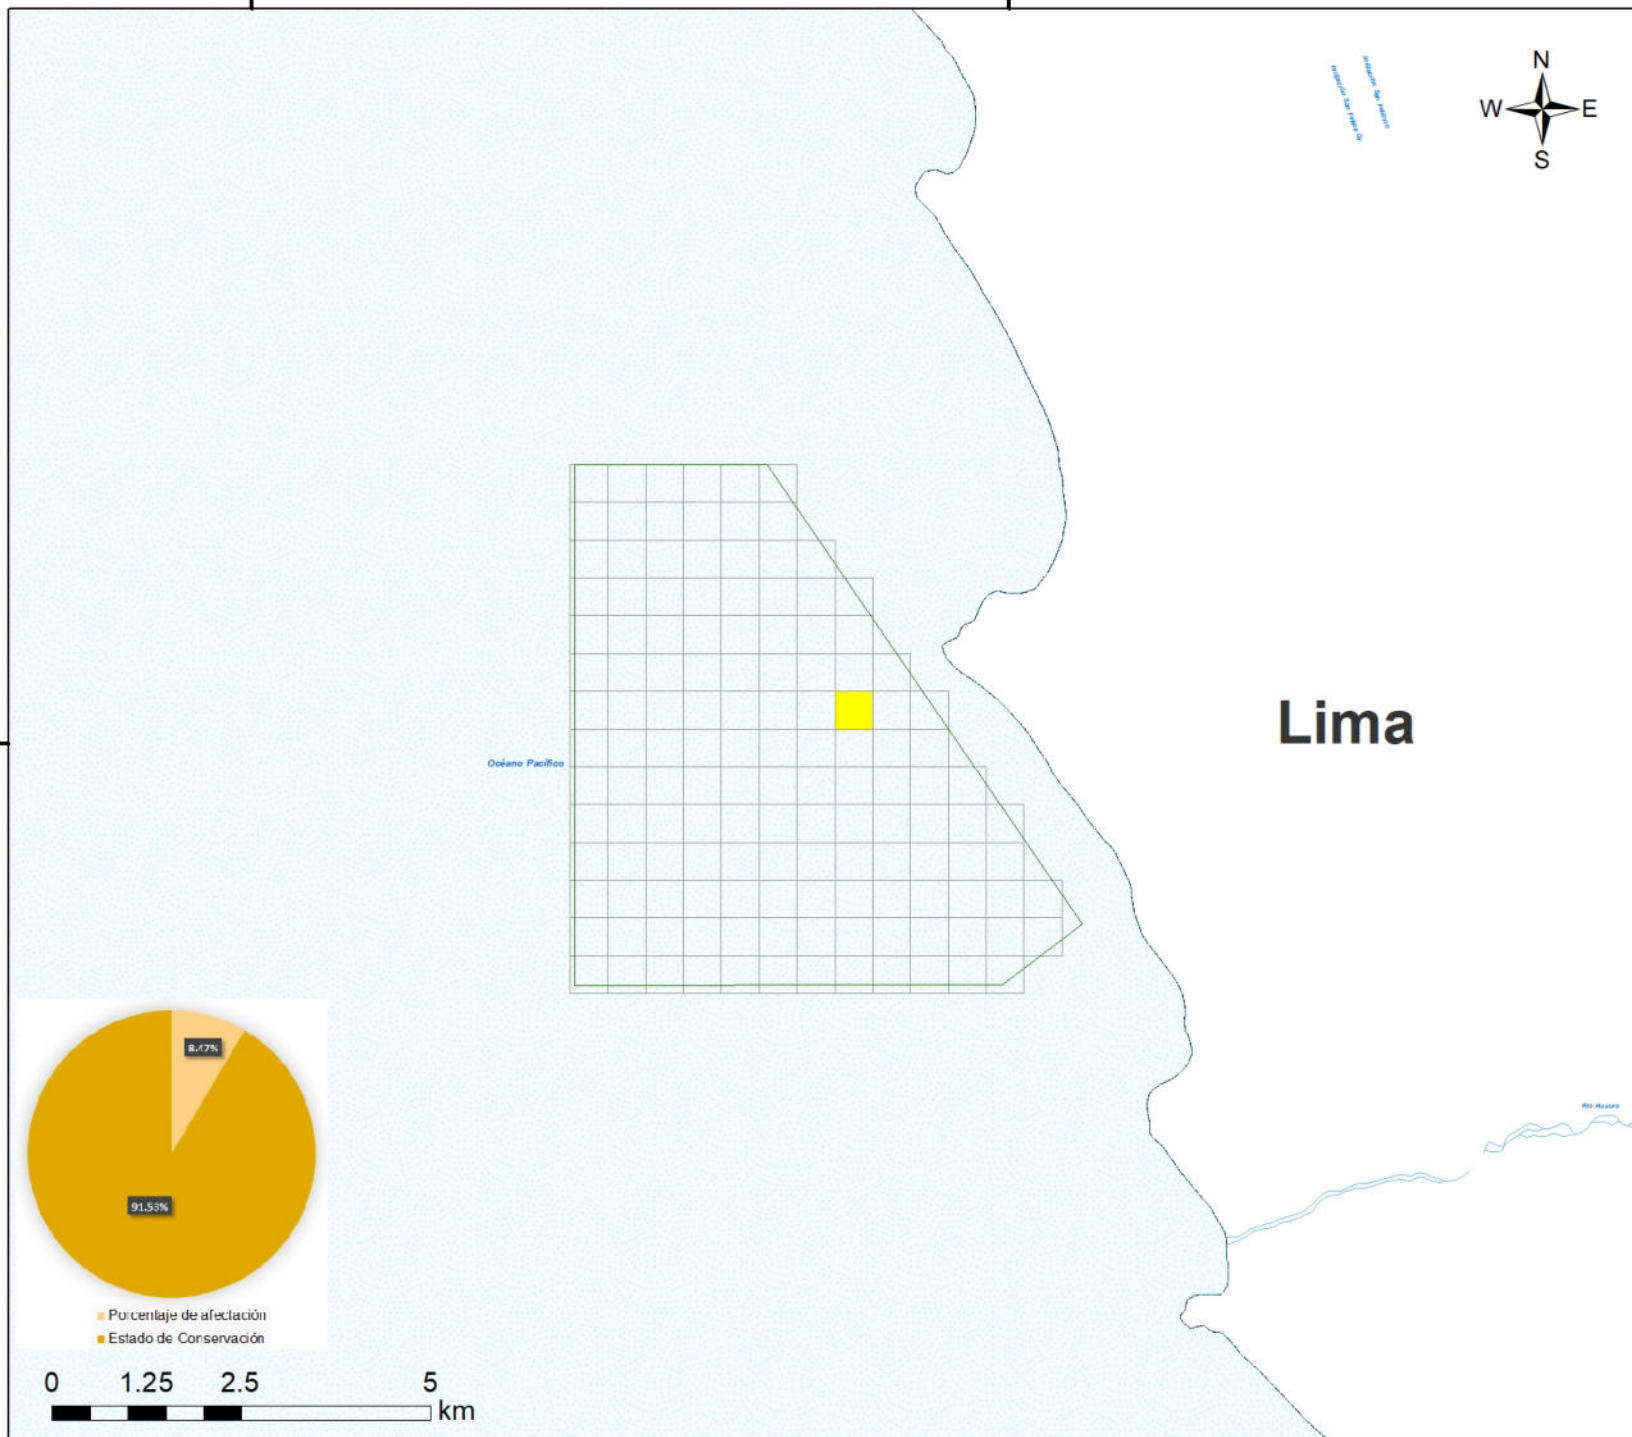 N
W E
S
Lima
Océano Pacífico
8.47%
91.53%
Porcentaje de afectación
Estado de Conservación
0 1.25 2.5 5
km